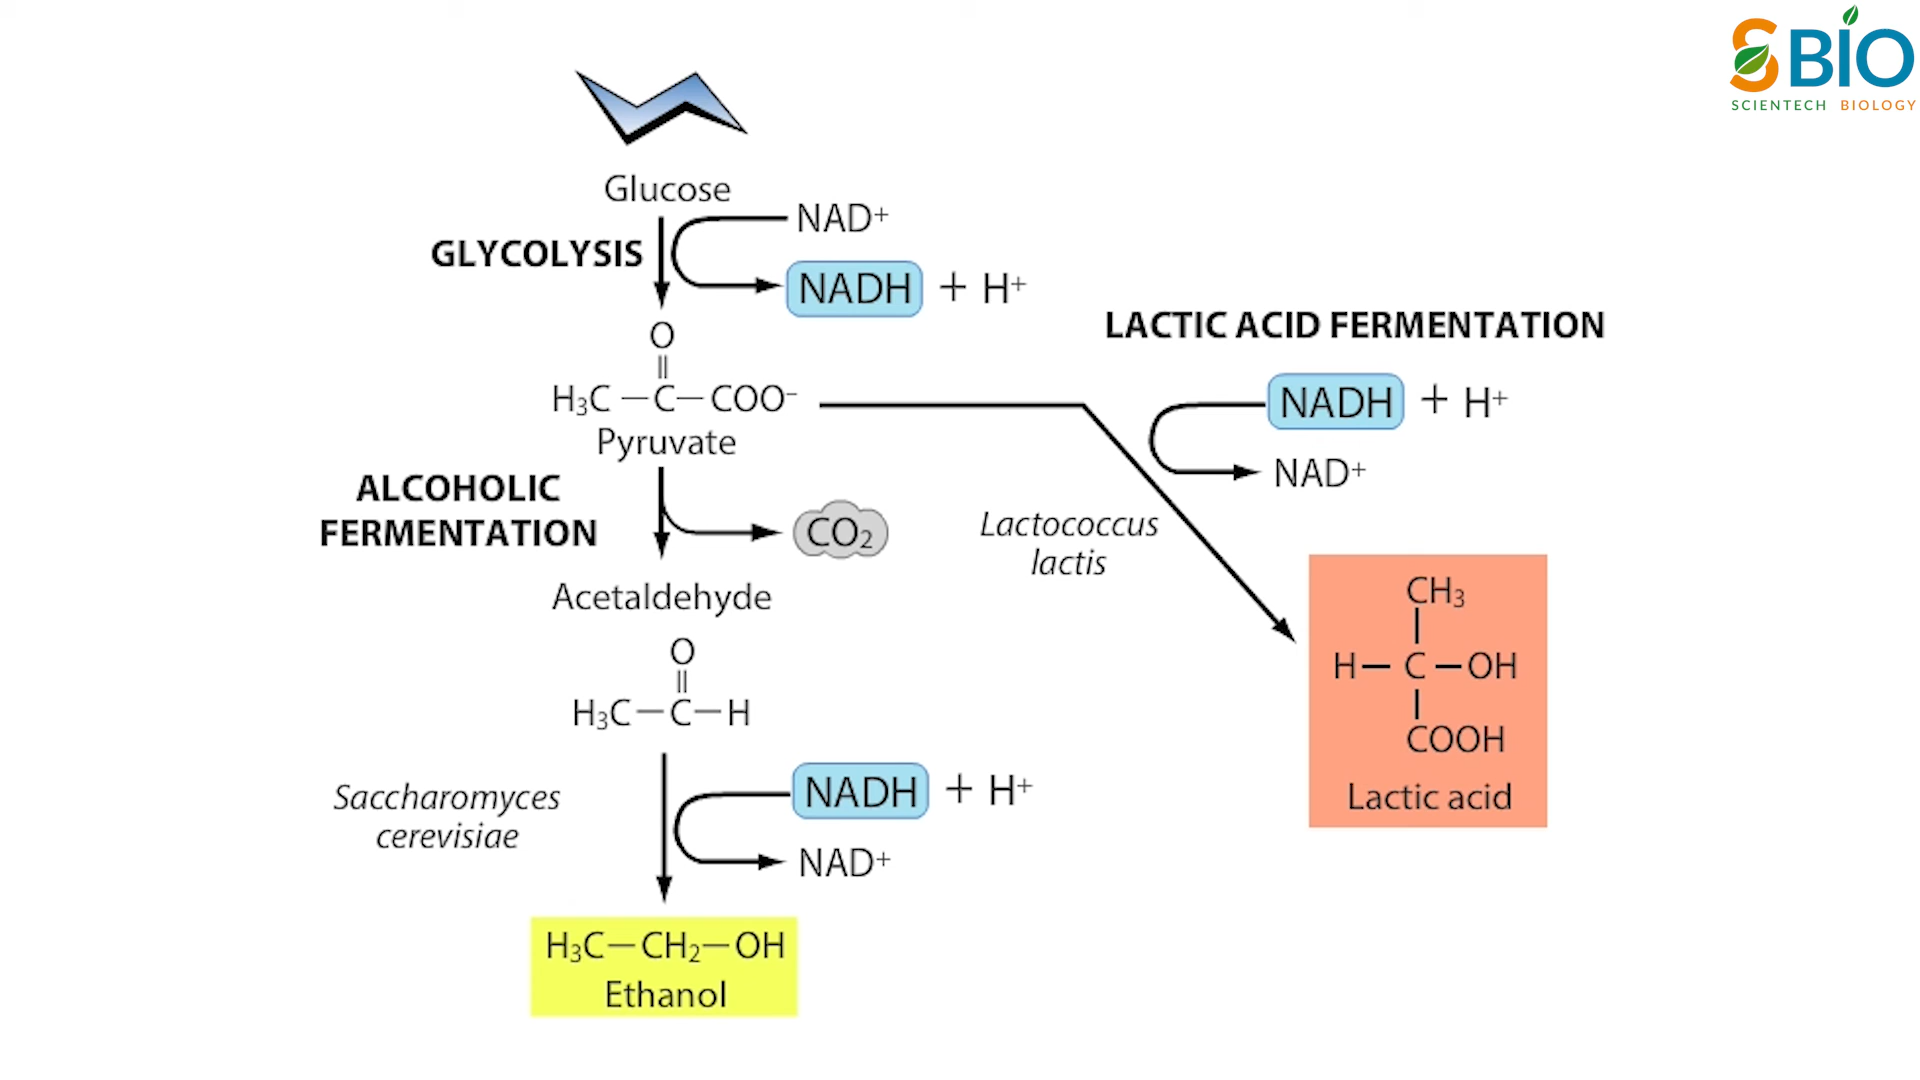 SBIO
SCIENTECH BIOLOGY
Glucose
GLYCOLYSIS
NAD⁺
NADH + H⁺
O
||
H₃C — C — COO⁻
Pyruvate
LACTIC ACID FERMENTATION
NADH + H⁺
NAD⁺
Lactococcus
lactis
ALCOHOLIC
FERMENTATION
CO₂
Acetaldehyde
O
||
H₃C — C — H
Saccharomyces
cerevisiae
NADH + H⁺
NAD⁺
H₃C — CH₂ — OH
Ethanol
CH₃
|
H — C — OH
|
COOH
Lactic acid